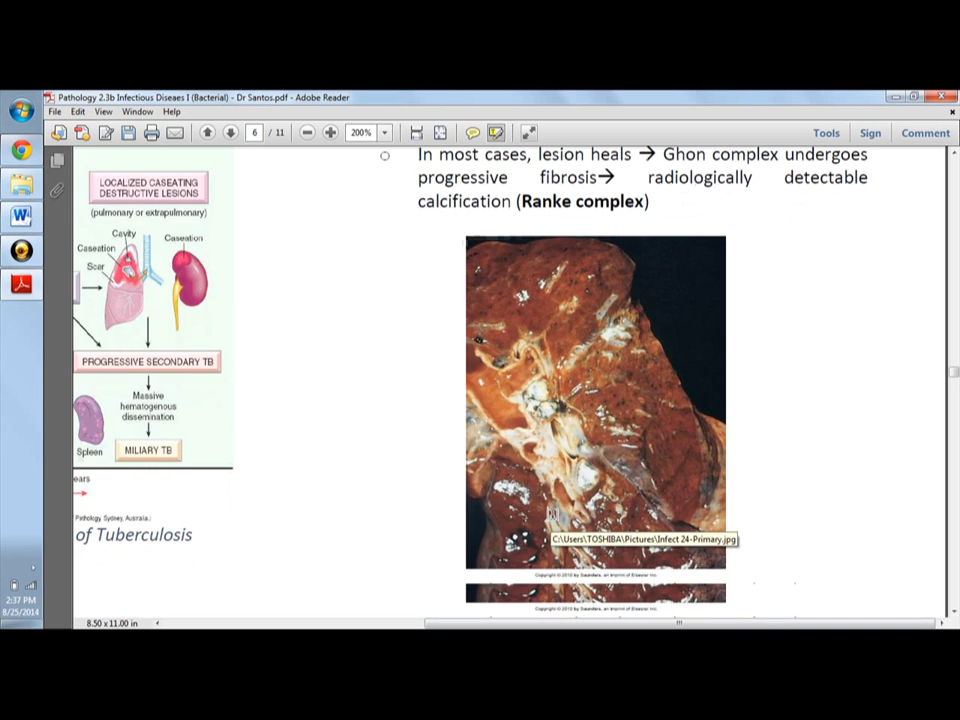 Pathology 2.3b Infectious Diseaes I (Bacterial) - Dr Santos.pdf - Adobe Reader
File Edit View Window Help
6 / 11 200% Tools Sign Comment
In most cases, lesion heals → Ghon complex undergoes
progressive fibrosis→ radiologically detectable
calcification (Ranke complex)
LOCALIZED CASEATING
DESTRUCTIVE LESIONS
(pulmonary or extrapulmonary)
Cavity
Caseation
Caseation
Scar
PROGRESSIVE SECONDARY TB
Massive
hematogenous
dissemination
Spleen
MILIARY TB
ears
Pathology, Sydney, Australia.)
of Tuberculosis
C:\Users\TOSHIBA\Pictures\Infect 24-Primary.jpg
Copyright © 2010 by Saunders, an imprint of Elsevier Inc.
Copyright © 2010 by Saunders, an imprint of Elsevier Inc.
2:37 PM
8/25/2014
8.50 x 11.00 in